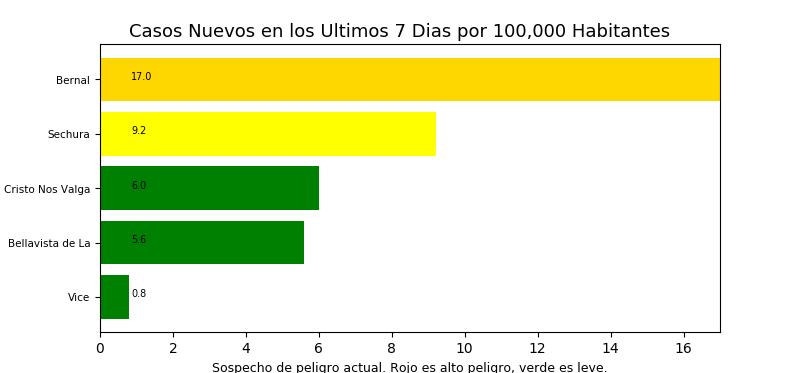 Casos Nuevos en los Ultimos 7 Dias por 100,000 Habitantes
Bernal 17.0
Sechura 9.2
Cristo Nos Valga 6.0
Bellavista de La 5.6
Vice 0.8
0 2 4 6 8 10 12 14 16
Sospecho de peligro actual. Rojo es alto peligro, verde es leve.